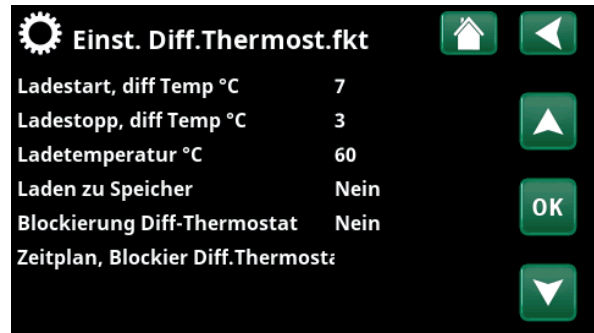 Einst. Diff.Thermost.fkt
Ladestart, diff Temp °C 7
Ladestopp, diff Temp °C 3
Ladetemperatur °C 60
Laden zu Speicher Nein
Blockierung Diff-Thermostat Nein
Zeitplan, Blockier Diff.Thermosta
OK